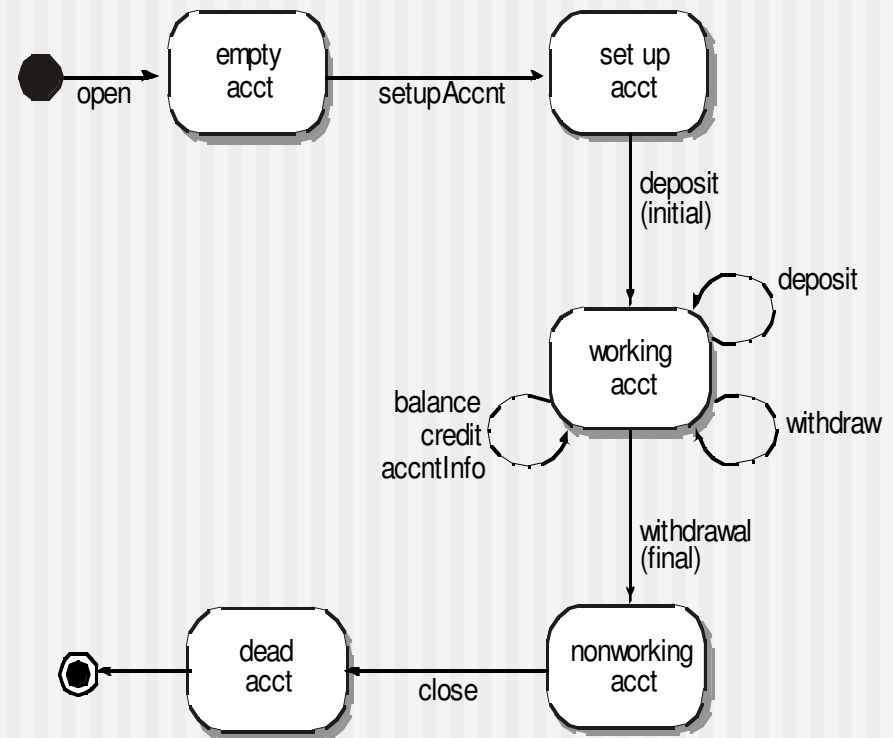 empty
acct
open
setupAccnt
set up
acct
deposit
(initial)
deposit
working
acct
balance
credit
accntInfo
withdraw
withdrawal
(final)
nonworking
acct
close
dead
acct